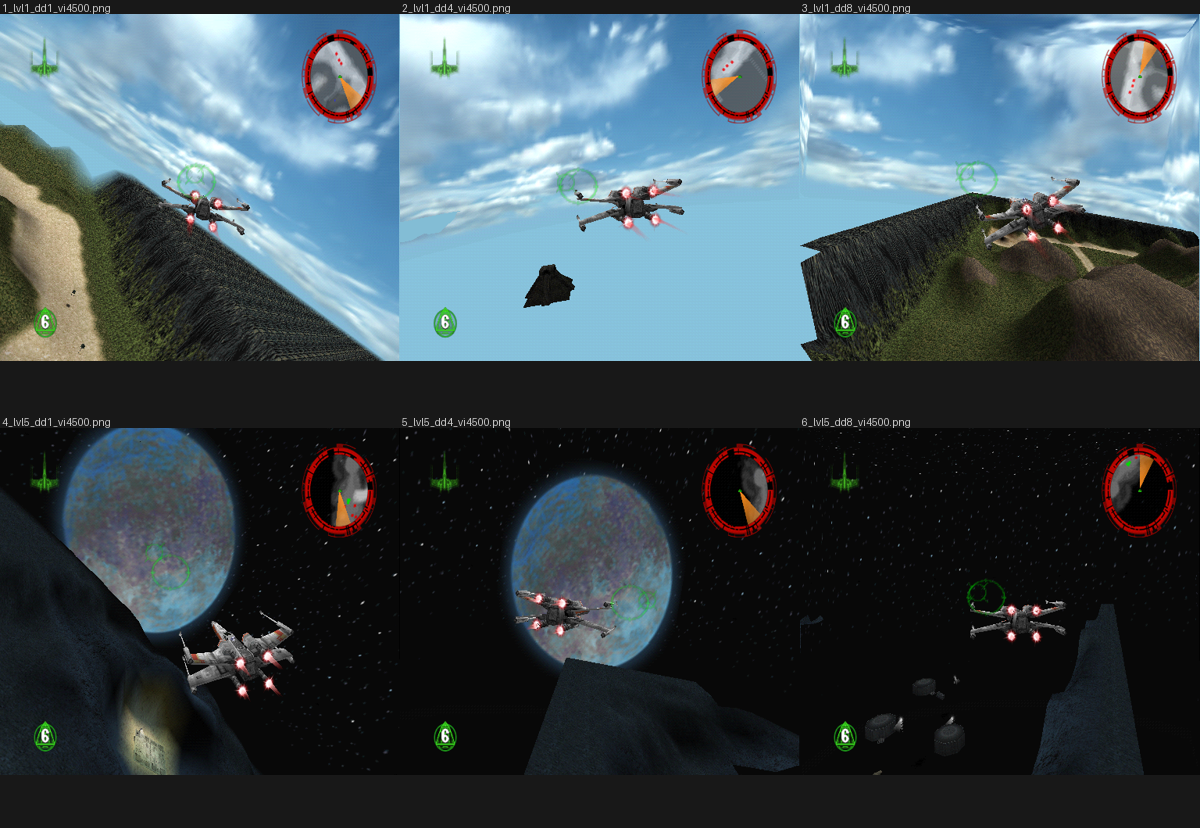 1_lvl1_dd1_vi4500.png
2_lvl1_dd4_vi4500.png
3_lvl1_dd8_vi4500.png
6
6
6
4_lvl5_dd1_vi4500.png
5_lvl5_dd4_vi4500.png
6_lvl5_dd8_vi4500.png
6
6
6